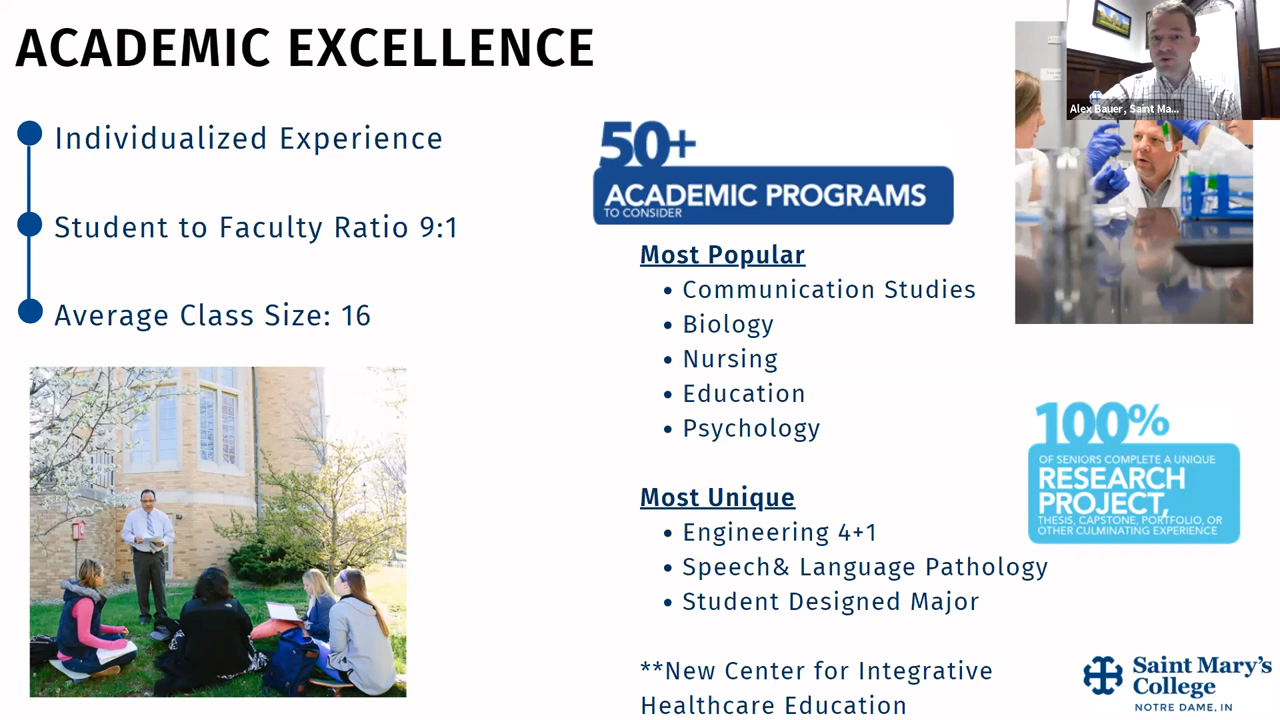 ACADEMIC EXCELLENCE
Individualized Experience
Student to Faculty Ratio 9:1
Average Class Size: 16
50+
ACADEMIC PROGRAMS
TO CONSIDER
Most Popular
• Communication Studies
• Biology
• Nursing
• Education
• Psychology
Most Unique
• Engineering 4+1
• Speech& Language Pathology
• Student Designed Major
**New Center for Integrative
Healthcare Education
Alex Bauer, Saint Ma...
100%
OF SENIORS COMPLETE A UNIQUE
RESEARCH
PROJECT,
THESIS, CAPSTONE, PORTFOLIO, OR
OTHER CULMINATING EXPERIENCE
Saint Mary's
College
NOTRE DAME, IN